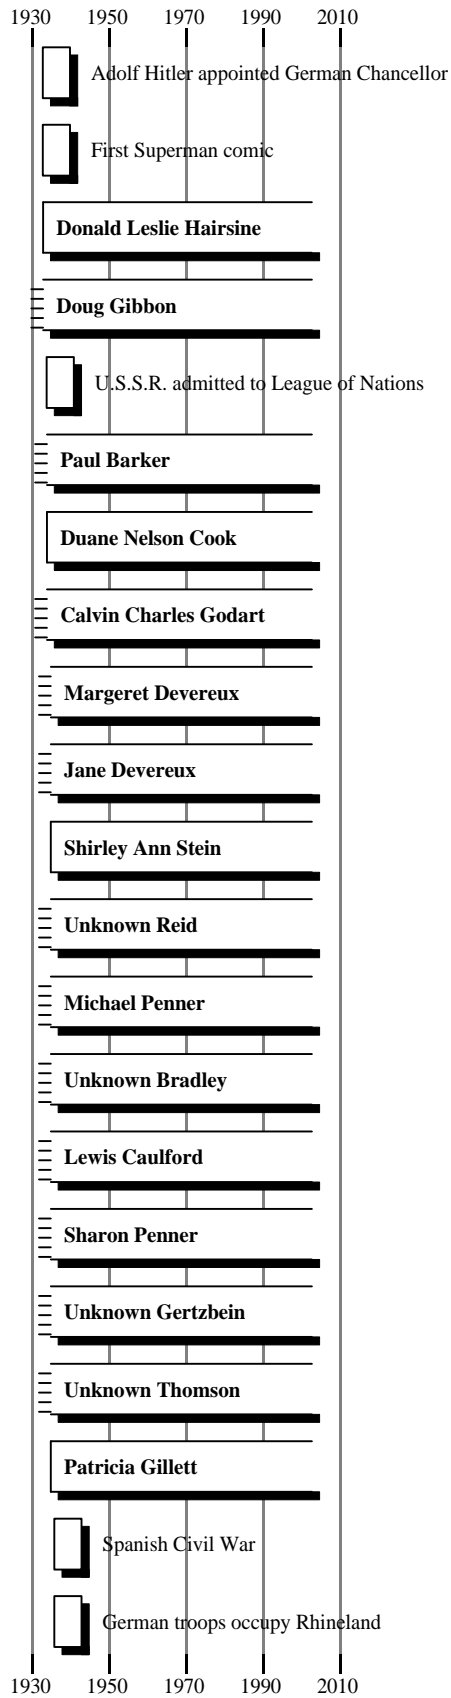 1930 1950 1970 1990 2010
Adolf Hitler appointed German Chancellor
First Superman comic
Donald Leslie Hairsine
Doug Gibbon
U.S.S.R. admitted to League of Nations
Paul Barker
Duane Nelson Cook
Calvin Charles Godart
Margeret Devereux
Jane Devereux
Shirley Ann Stein
Unknown Reid
Michael Penner
Unknown Bradley
Lewis Caulford
Sharon Penner
Unknown Gertzbein
Unknown Thomson
Patricia Gillett
Spanish Civil War
German troops occupy Rhineland
1930 1950 1970 1990 2010